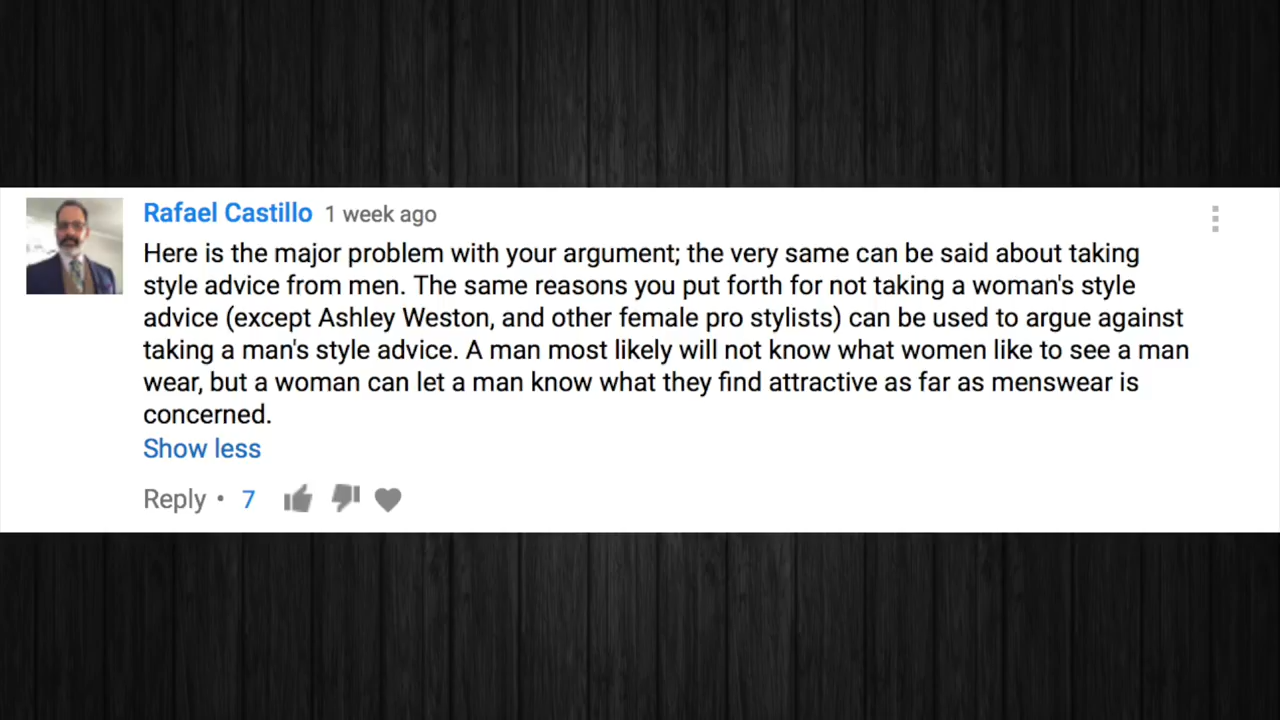 Rafael Castillo 1 week ago
Here is the major problem with your argument; the very same can be said about taking
style advice from men. The same reasons you put forth for not taking a woman's style
advice (except Ashley Weston, and other female pro stylists) can be used to argue against
taking a man's style advice. A man most likely will not know what women like to see a man
wear, but a woman can let a man know what they find attractive as far as menswear is
concerned.
Show less
Reply • 7